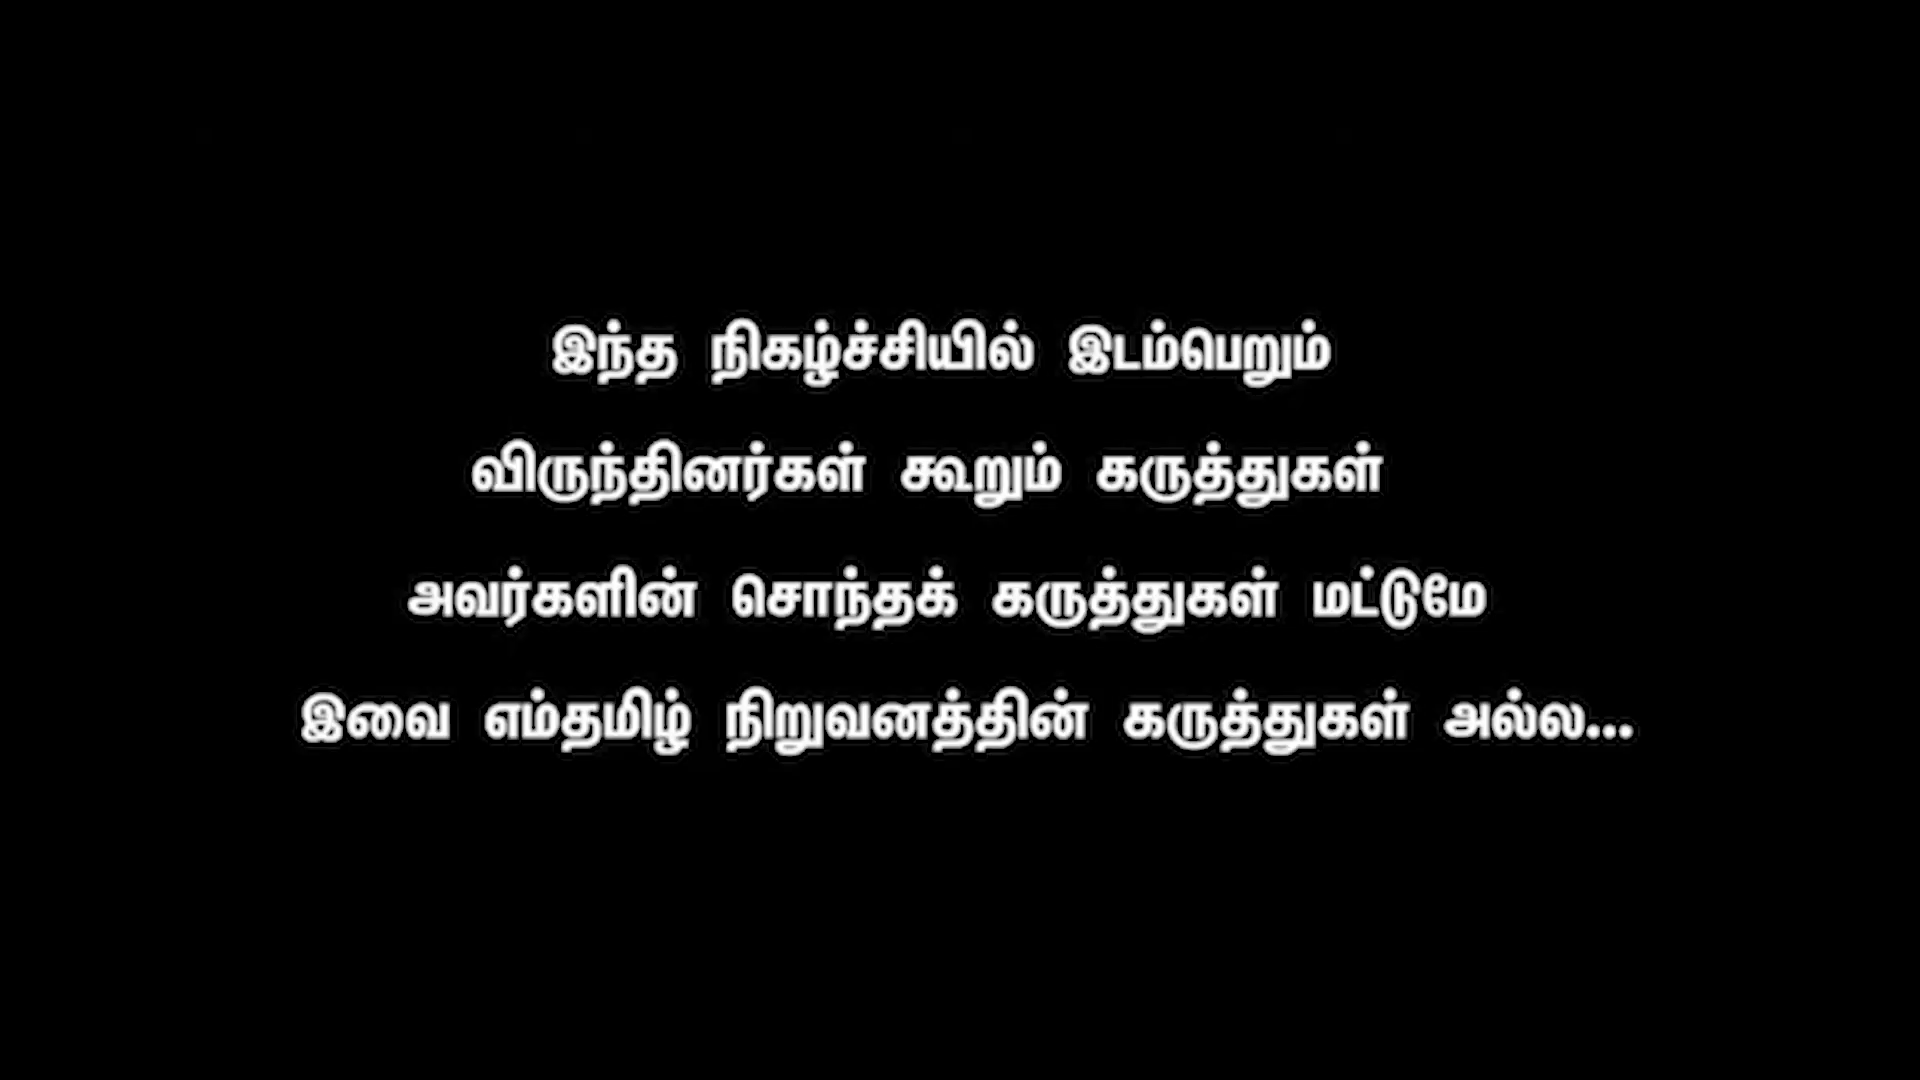 இந்த நிகழ்ச்சியில் இடம்பெறும்
விருந்தினர்கள் கூறும் கருத்துகள்
அவர்களின் சொந்தக் கருத்துகள் மட்டுமே
இவை எம்தமிழ் நிறுவனத்தின் கருத்துகள் அல்ல...